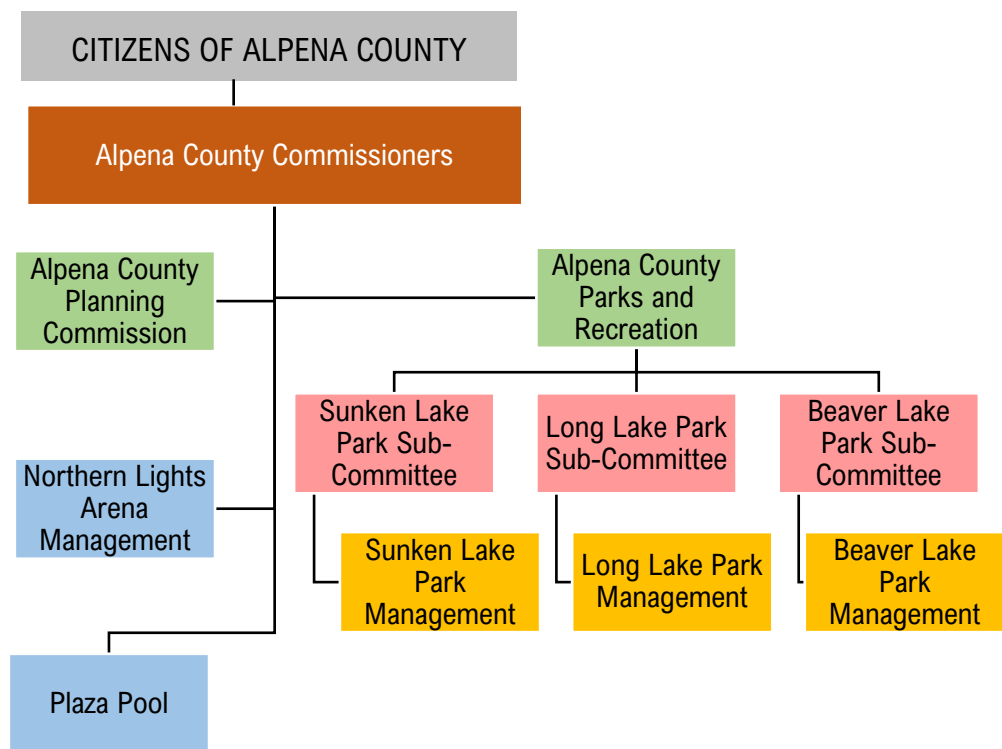 CITIZENS OF ALPENA COUNTY
Alpena County Commissioners
Alpena County
Planning
Commission
Alpena County
Parks and
Recreation
Sunken Lake
Park Sub-
Committee
Long Lake Park
Sub-Committee
Beaver Lake
Park Sub-
Committee
Northern Lights
Arena
Management
Sunken Lake
Park
Management
Long Lake Park
Management
Beaver Lake
Park
Management
Plaza Pool